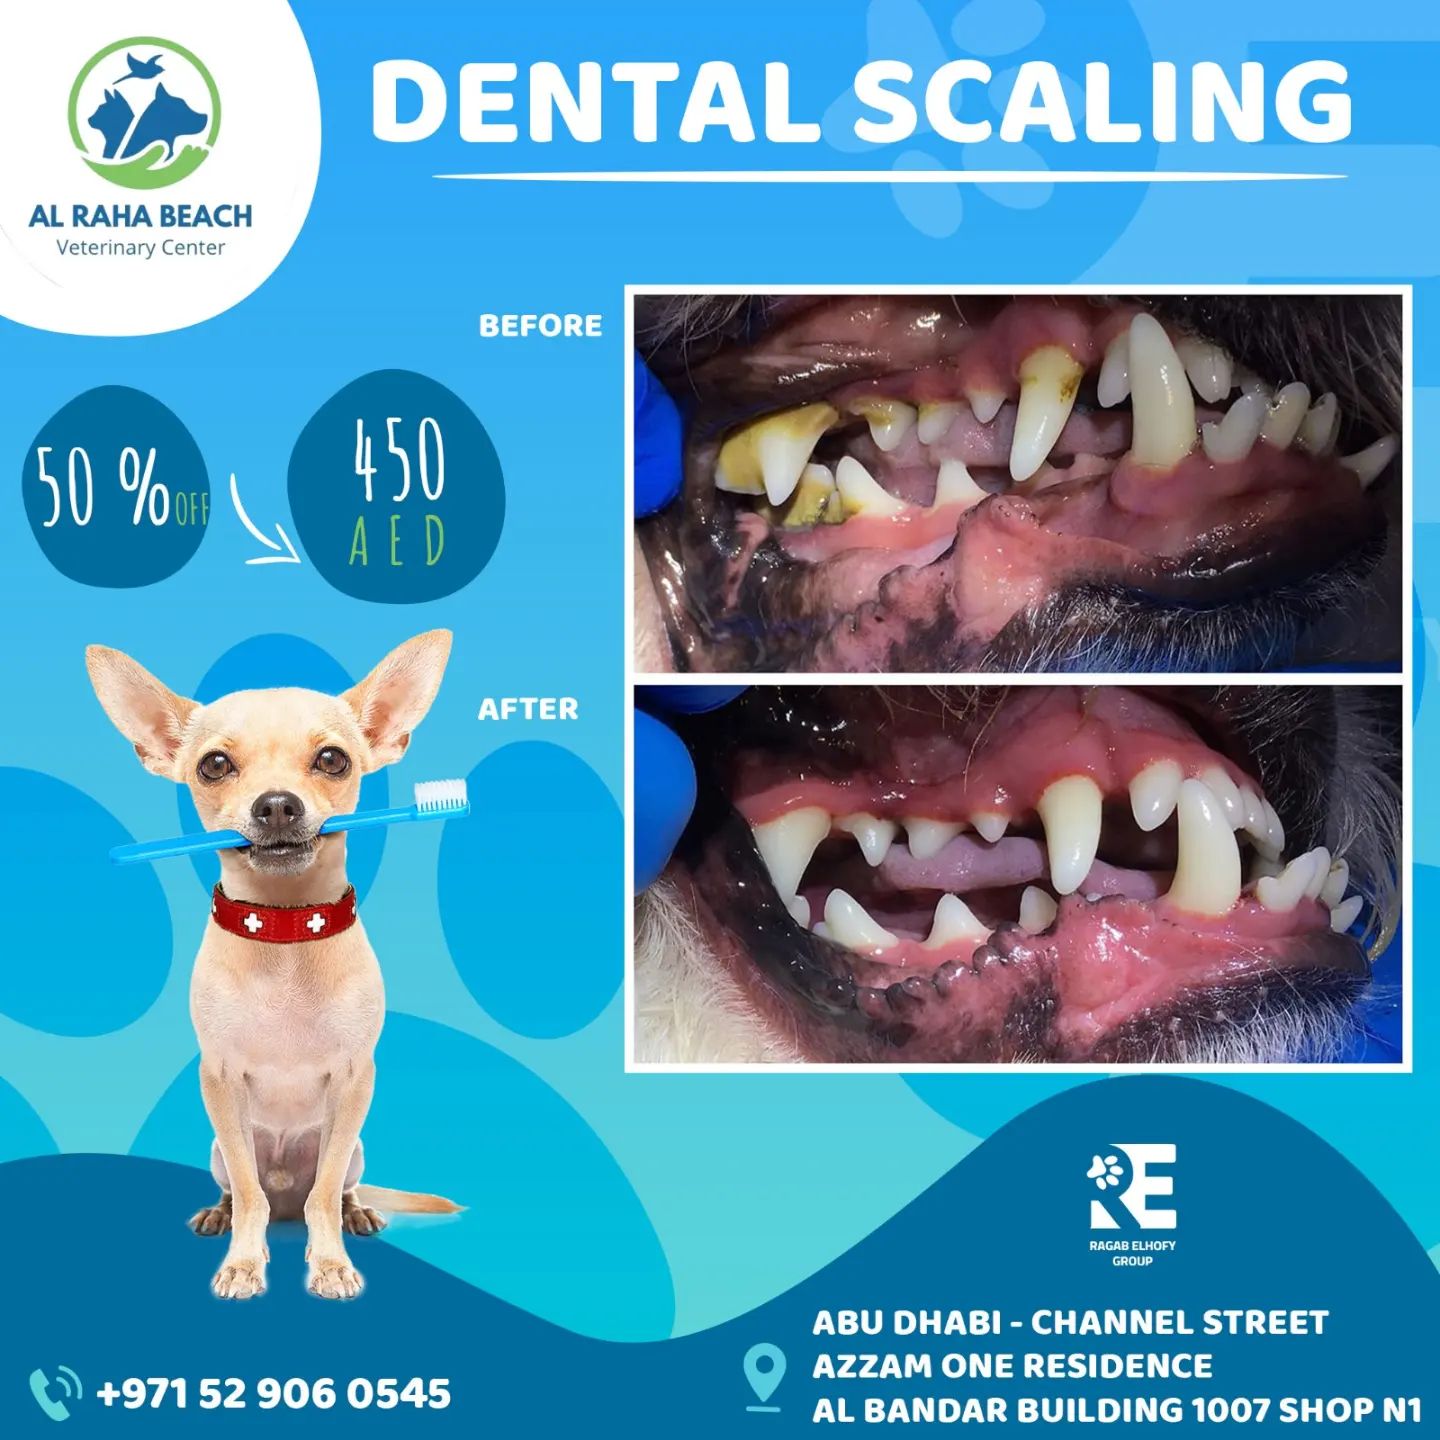 AL RAHA BEACH
Veterinary Center
DENTAL SCALING
BEFORE
50 % OFF
450
AED
AFTER
RE
RAGAB ELHOFY
GROUP
+971 52 906 0545
ABU DHABI - CHANNEL STREET
AZZAM ONE RESIDENCE
AL BANDAR BUILDING 1007 SHOP N1